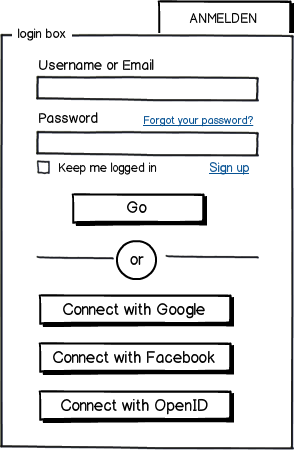 ANMELDEN
login box
Username or Email
Password
Forgot your password?
Keep me logged in
Sign up
Go
or
Connect with Google
Connect with Facebook
Connect with OpenID